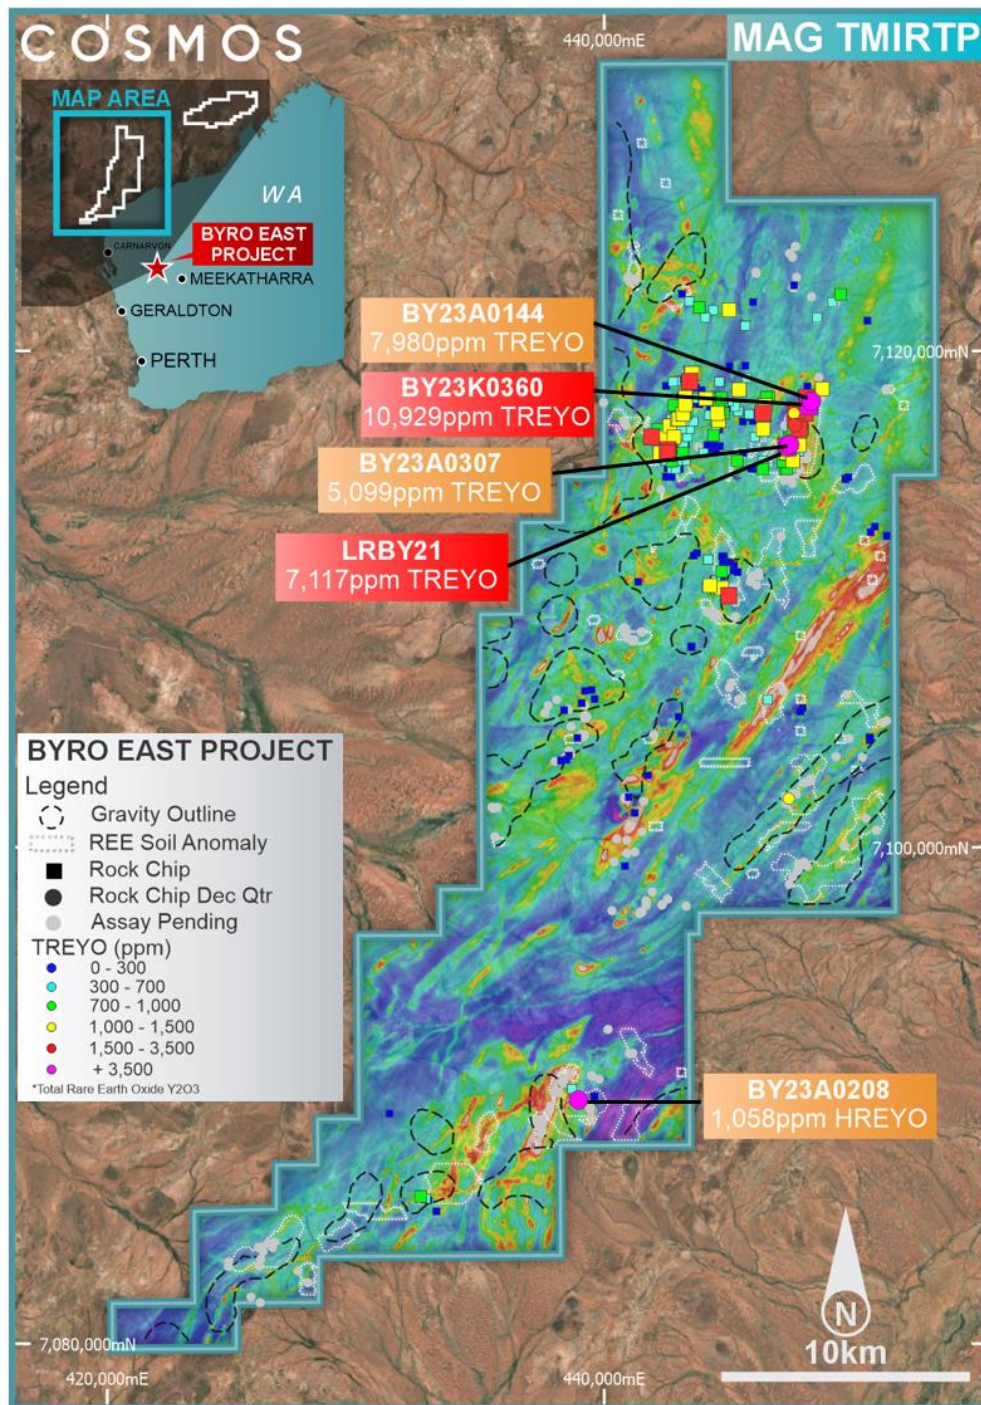 COSMOS
440,000mE
MAG TMIRTP
MAP AREA
WA
CARNARVON
BYRO EAST
PROJECT
MEEKATHARRA
GERALDTON
PERTH
BY23A0144
7,980ppm TREYO
7,120,000mN
BY23K0360
10,929ppm TREYO
BY23A0307
5,099ppm TREYO
LRBY21
7,117ppm TREYO
BYRO EAST PROJECT
Legend
Gravity Outline
REE Soil Anomaly
Rock Chip
Rock Chip Dec Qtr
Assay Pending
TREYO (ppm)
0 - 300
300 - 700
700 - 1,000
1,000 - 1,500
1,500 - 3,500
+ 3,500
*Total Rare Earth Oxide Y2O3
7,100,000mN
BY23A0208
1,058ppm HREYO
N
10km
7,080,000mN
420,000mE
440,000mE